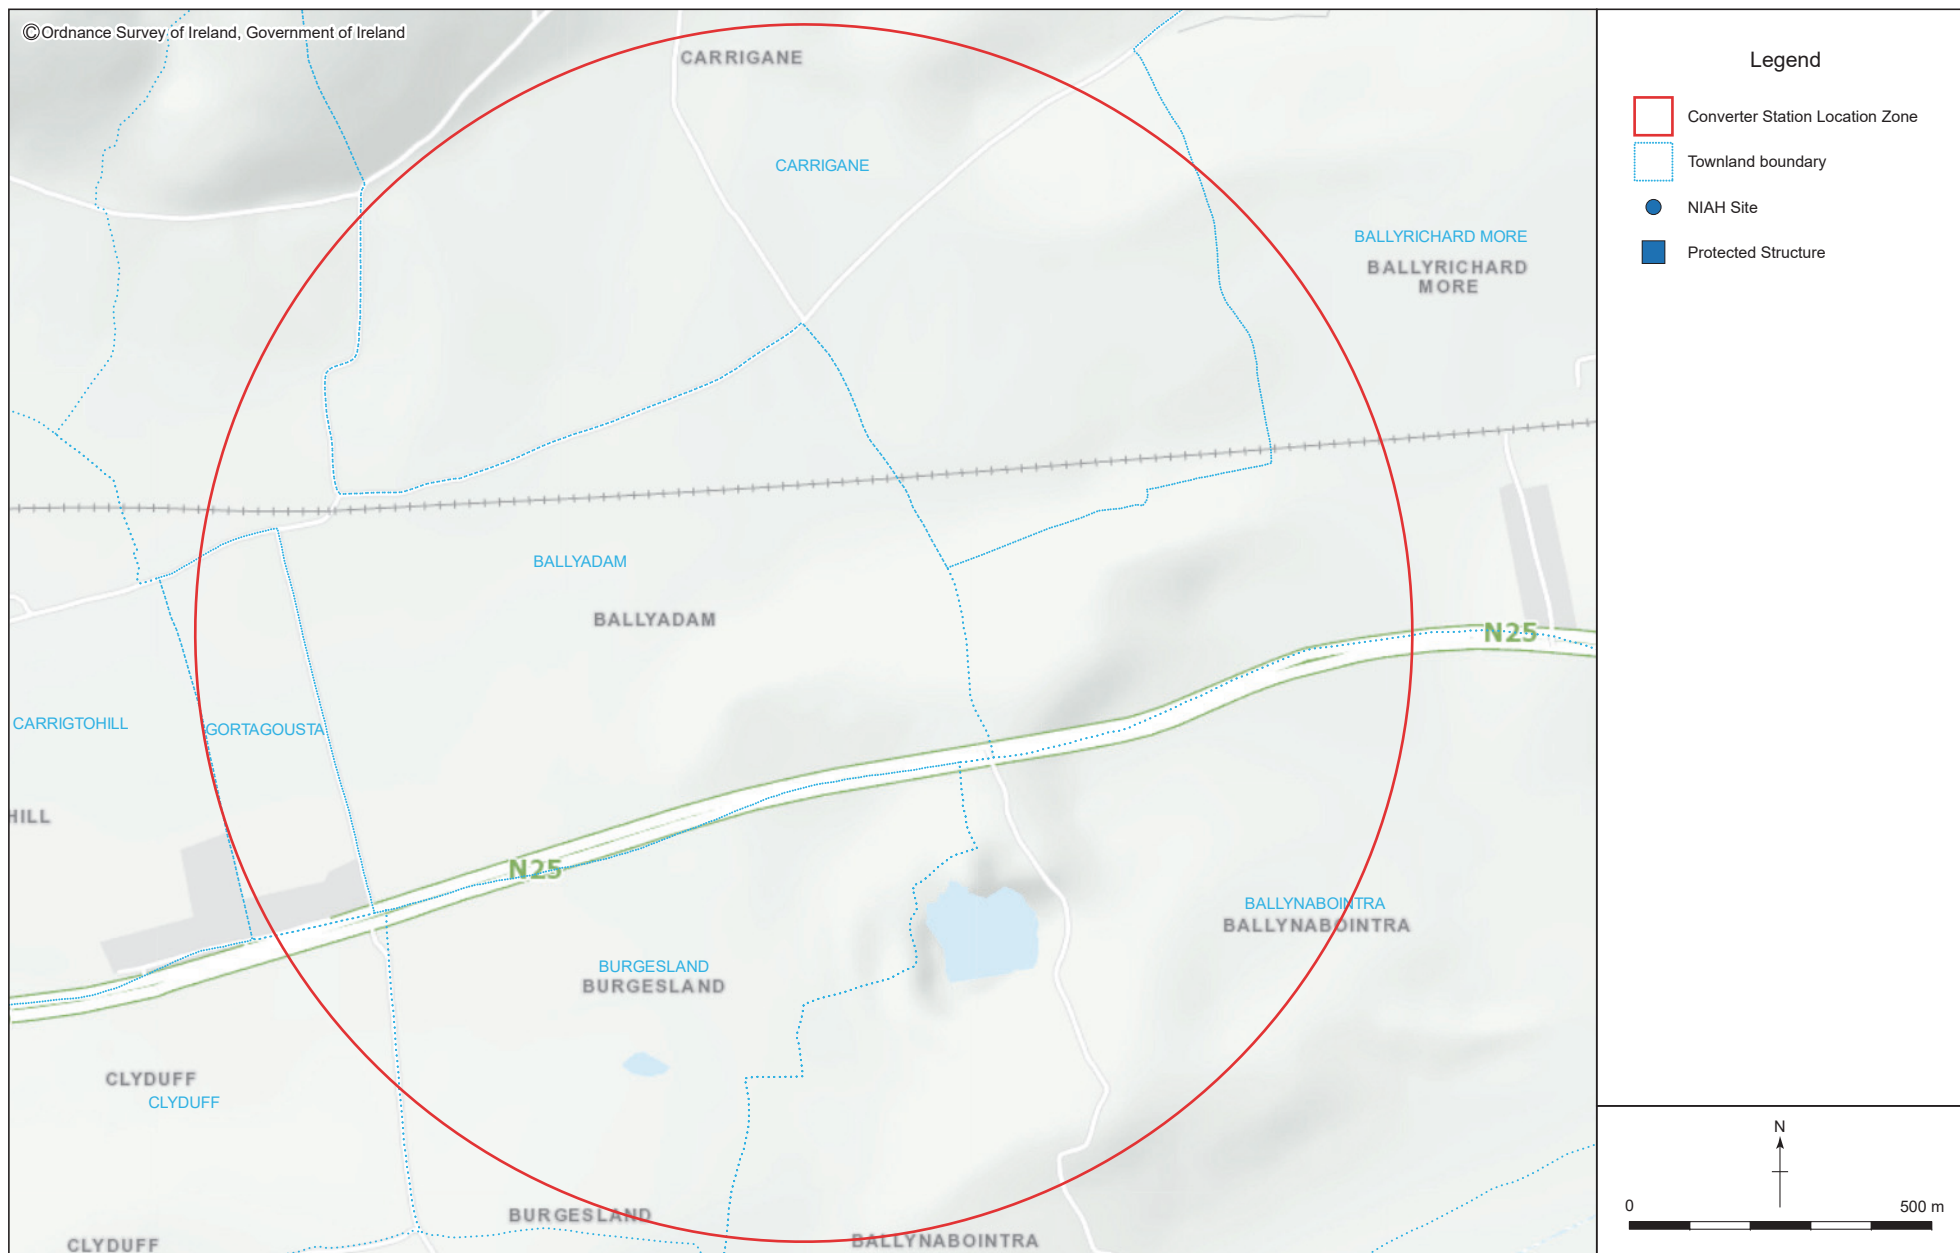 ©Ordnance Survey of Ireland, Government of Ireland
CARRIGANE
CARRIGANE
BALLYRICHARD MORE
BALLYRICHARD
MORE
BALLYADAM
BALLYADAM
N25
CARRIGTOHILL
GORTAGOUSTA
HILL
N25
BALLYNABOINTRA
BALLYNABOINTRA
BURGESLAND
BURGESLAND
CLYDUFF
CLYDUFF
BURGESLAND
BALLYNABOINTRA
CLYDUFF
Legend
Converter Station Location Zone
Townland boundary
NIAH Site
Protected Structure
N
0 500 m